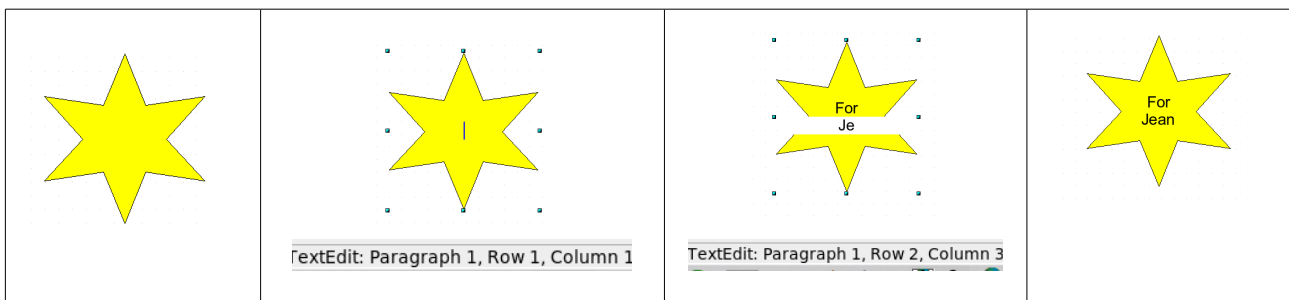 TextEdit: Paragraph 1, Row 1, Column 1
For
Je
TextEdit: Paragraph 1, Row 2, Column 3
For
Jean